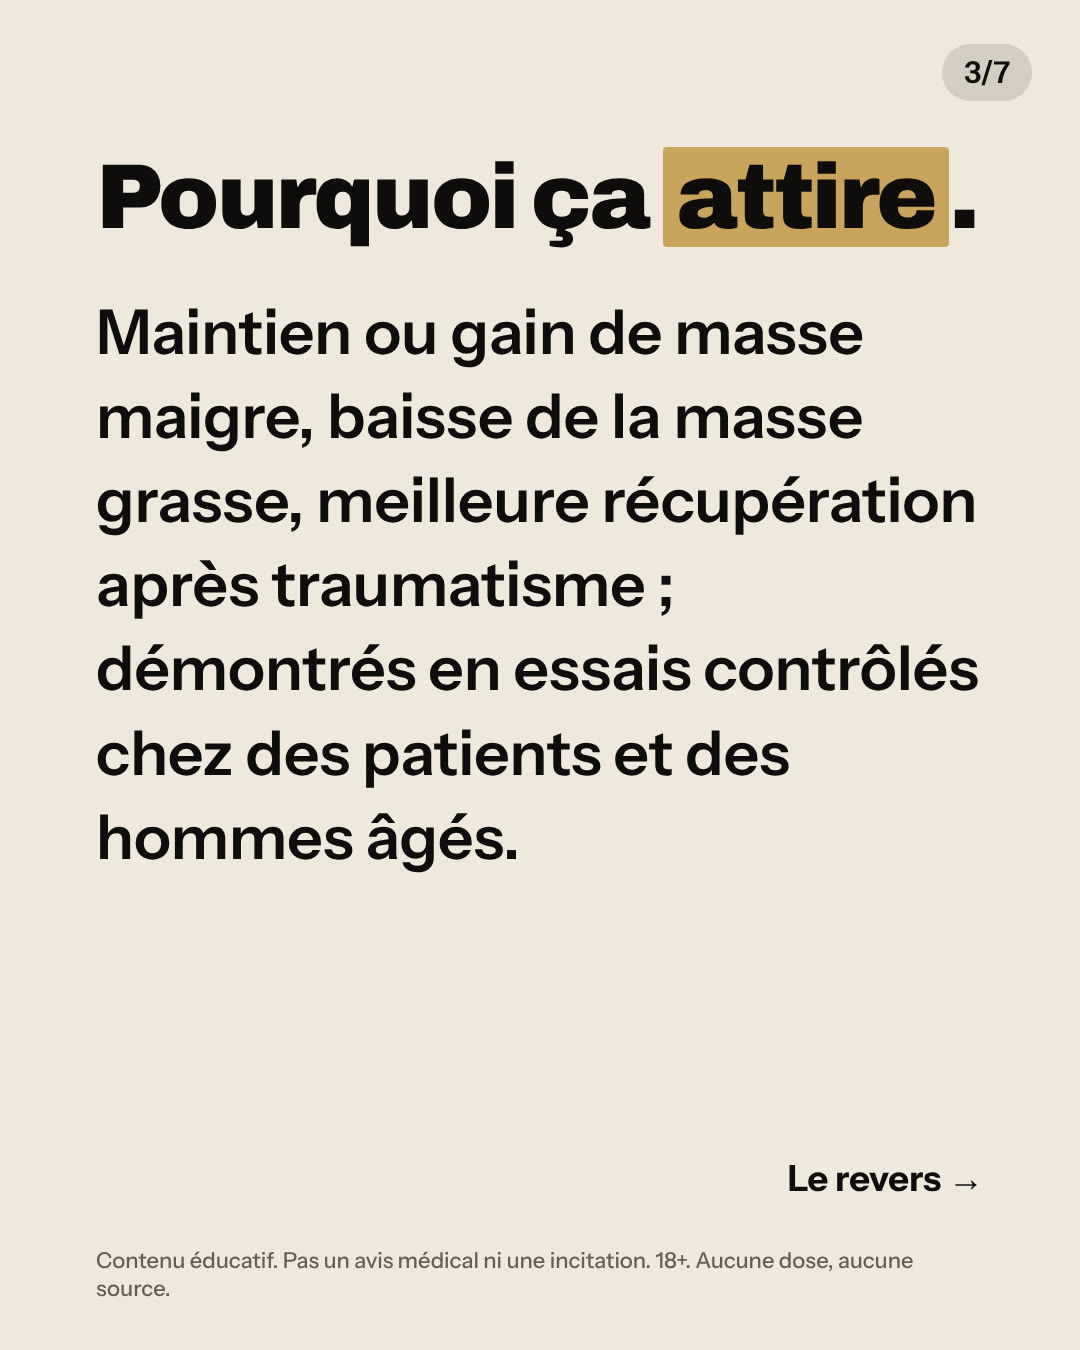 3/7
Pourquoi ça attire.
Maintien ou gain de masse
maigre, baisse de la masse
grasse, meilleure récupération
après traumatisme ;
démontrés en essais contrôlés
chez des patients et des
hommes âgés.
Le revers →
Contenu éducatif. Pas un avis médical ni une incitation. 18+. Aucune dose, aucune
source.